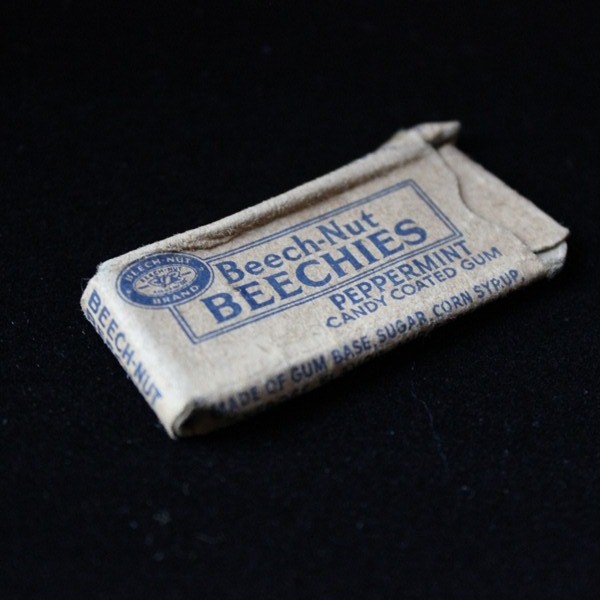 BEECH-NUT
BRAND
Beech-Nut
BEECHIES
PEPPERMINT
CANDY COATED GUM
MADE OF GUM BASE, SUGAR, CORN SYRUP,
BEECH-NUT